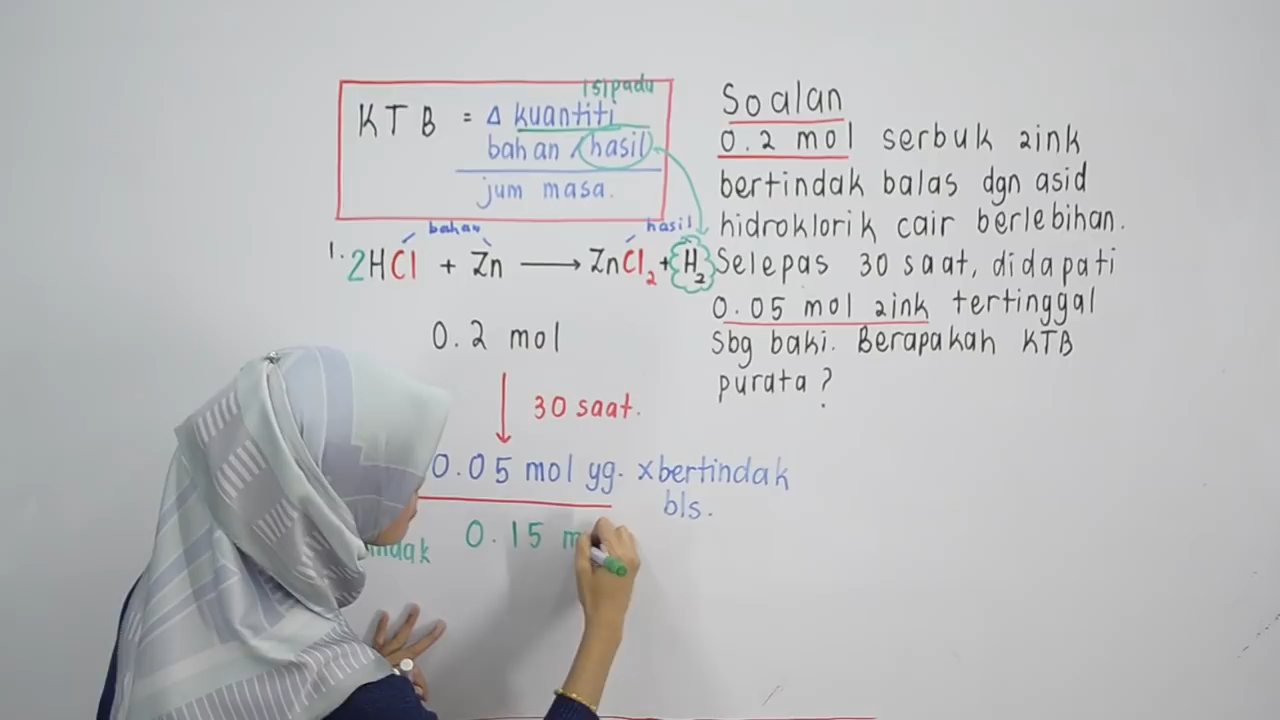 isipadu
KTB = Δ kuantiti
bahan / hasil
jum masa.
bahan hasil
1. 2HCl + Zn ⟶ ZnCl₂ + H₂
0.2 mol
30 saat.
0.05 mol yg. x bertindak
bls.
0.15
Soalan
0.2 mol serbuk zink
bertindak balas dgn asid
hidroklorik cair berlebihan.
Selepas 30 saat, didapati
0.05 mol zink tertinggal
sbg baki. Berapakah KTB
purata?